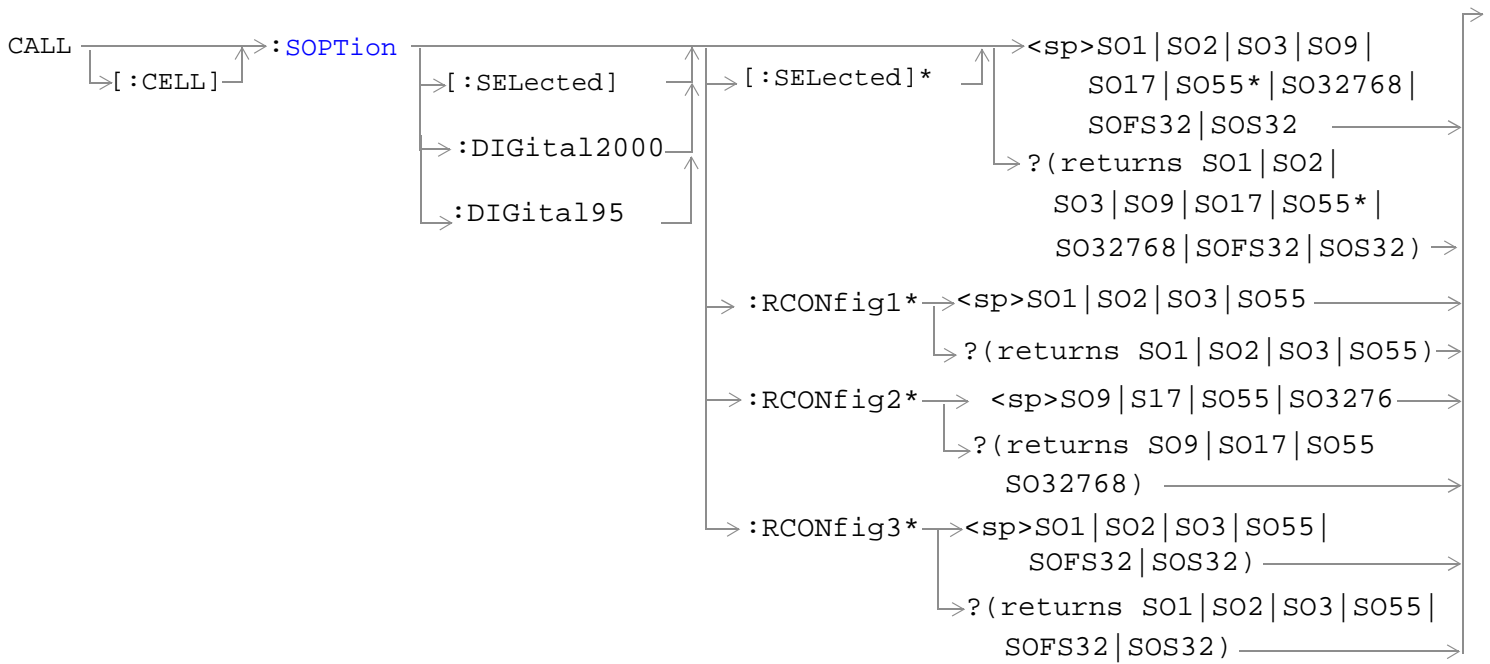 CALL :SOPTion <sp>SO1|SO2|SO3|SO9|
[:CELL] [:SELected] [:SELected]* SO17|SO55*|SO32768|
SOFS32|SOS32
:DIGital2000 ?(returns SO1|SO2|
:DIGital95 SO3|SO9|SO17|SO55*|
SO32768|SOFS32|SOS32)
:RCONfig1* <sp>SO1|SO2|SO3|SO55
?(returns SO1|SO2|SO3|SO55)
:RCONfig2* <sp>SO9|S17|SO55|SO3276
?(returns SO9|SO17|SO55
SO32768)
:RCONfig3* <sp>SO1|SO2|SO3|SO55|
SOFS32|SOS32)
?(returns SO1|SO2|SO3|SO55|
SOFS32|SOS32)